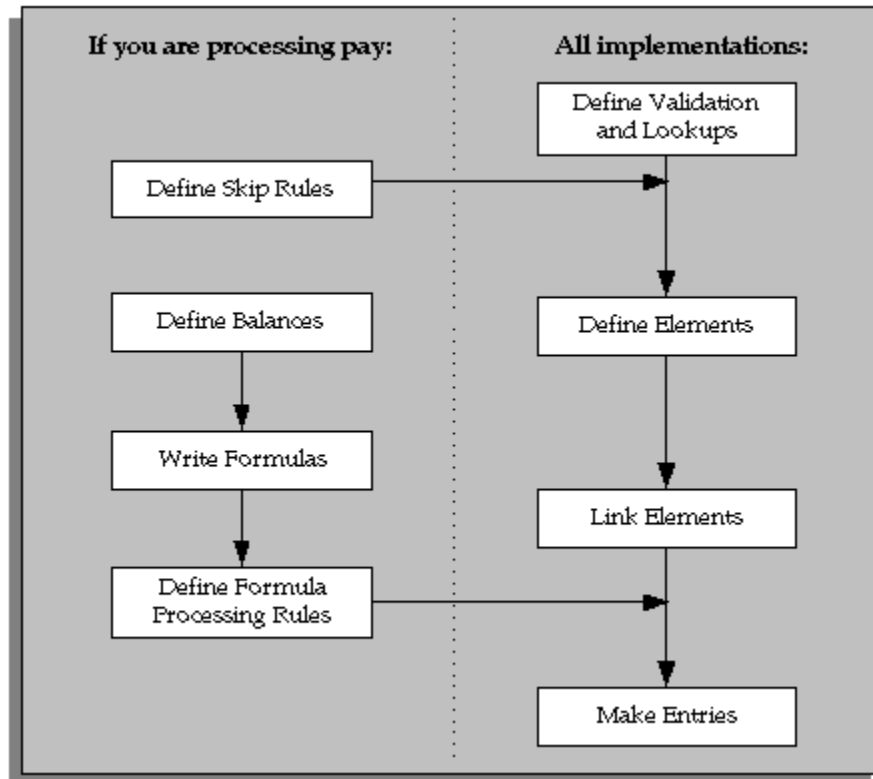 If you are processing pay:
All implementations:
Define Validation
and Lookups
Define Skip Rules
Define Balances
Define Elements
Write Formulas
Link Elements
Define Formula
Processing Rules
Make Entries